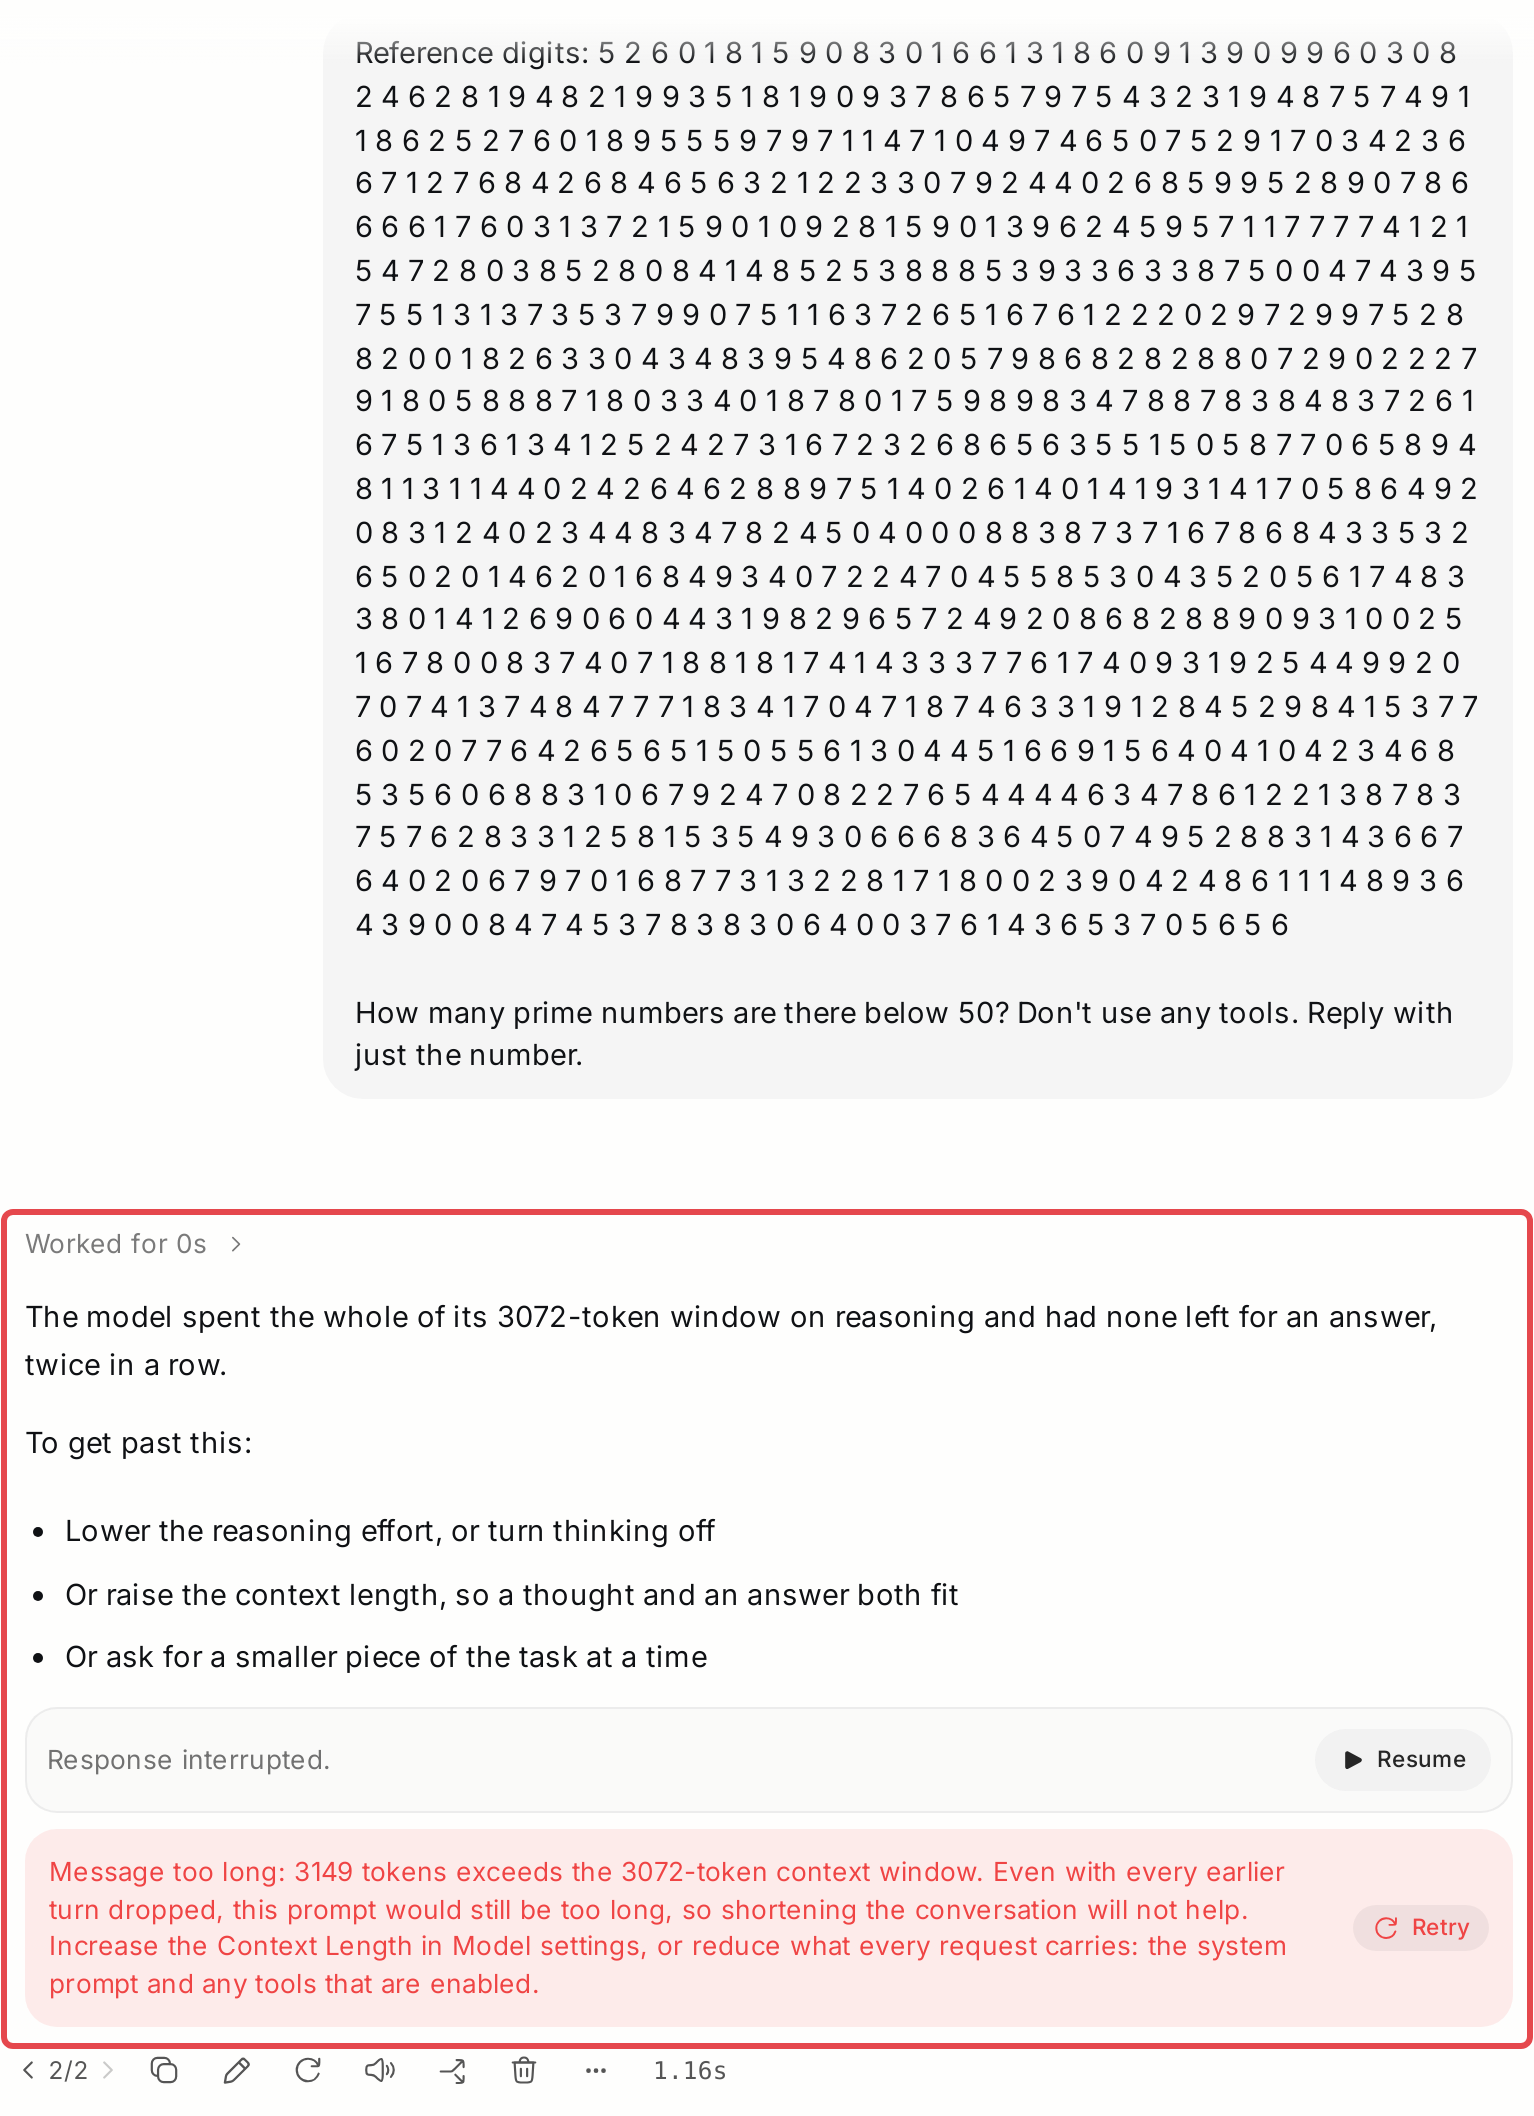 Reference digits: 5 2 6 0 1 8 1 5 9 0 8 3 0 1 6 6 1 3 1 8 6 0 9 1 3 9 0 9 9 6 0 3 0 8
2 4 6 2 8 1 9 4 8 2 1 9 9 3 5 1 8 1 9 0 9 3 7 8 6 5 7 9 7 5 4 3 2 3 1 9 4 8 7 5 7 4 9 1
1 8 6 2 5 2 7 6 0 1 8 9 5 5 5 9 7 9 7 1 1 4 7 1 0 4 9 7 4 6 5 0 7 5 2 9 1 7 0 3 4 2 3 6
6 7 1 2 7 6 8 4 2 6 8 4 6 5 6 3 2 1 2 2 3 3 0 7 9 2 4 4 0 2 6 8 5 9 9 5 2 8 9 0 7 8 6
6 6 6 1 7 6 0 3 1 3 7 2 1 5 9 0 1 0 9 2 8 1 5 9 0 1 3 9 6 2 4 5 9 5 7 1 1 7 7 7 7 4 1 2 1
5 4 7 2 8 0 3 8 5 2 8 0 8 4 1 4 8 5 2 5 3 8 8 8 5 3 9 3 3 6 3 3 8 7 5 0 0 4 7 4 3 9 5
7 5 5 1 3 1 3 7 3 5 3 7 9 9 0 7 5 1 1 6 3 7 2 6 5 1 6 7 6 1 2 2 2 0 2 9 7 2 9 9 7 5 2 8
8 2 0 0 1 8 2 6 3 3 0 4 3 4 8 3 9 5 4 8 6 2 0 5 7 9 8 6 8 2 8 2 8 8 0 7 2 9 0 2 2 2 7
9 1 8 0 5 8 8 8 7 1 8 0 3 3 4 0 1 8 7 8 0 1 7 5 9 8 9 8 3 4 7 8 8 7 8 3 8 4 8 3 7 2 6 1
6 7 5 1 3 6 1 3 4 1 2 5 2 4 2 7 3 1 6 7 2 3 2 6 8 6 5 6 3 5 5 1 5 0 5 8 7 7 0 6 5 8 9 4
8 1 1 3 1 1 4 4 0 2 4 2 6 4 6 2 8 8 9 7 5 1 4 0 2 6 1 4 0 1 4 1 9 3 1 4 1 7 0 5 8 6 4 9 2
0 8 3 1 2 4 0 2 3 4 4 8 3 4 7 8 2 4 5 0 4 0 0 0 8 8 3 8 7 3 7 1 6 7 8 6 8 4 3 3 5 3 2
6 5 0 2 0 1 4 6 2 0 1 6 8 4 9 3 4 0 7 2 2 4 7 0 4 5 5 8 5 3 0 4 3 5 2 0 5 6 1 7 4 8 3
3 8 0 1 4 1 2 6 9 0 6 0 4 4 3 1 9 8 2 9 6 5 7 2 4 9 2 0 8 6 8 2 8 8 9 0 9 3 1 0 0 2 5
1 6 7 8 0 0 8 3 7 4 0 7 1 8 8 1 8 1 7 4 1 4 3 3 3 7 7 6 1 7 4 0 9 3 1 9 2 5 4 4 9 9 2 0
7 0 7 4 1 3 7 4 8 4 7 7 7 1 8 3 4 1 7 0 4 7 1 8 7 4 6 3 3 1 9 1 2 8 4 5 2 9 8 4 1 5 3 7 7
6 0 2 0 7 7 6 4 2 6 5 6 5 1 5 0 5 5 6 1 3 0 4 4 5 1 6 6 9 1 5 6 4 0 4 1 0 4 2 3 4 6 8
5 3 5 6 0 6 8 8 3 1 0 6 7 9 2 4 7 0 8 2 2 7 6 5 4 4 4 4 6 3 4 7 8 6 1 2 2 1 3 8 7 8 3
7 5 7 6 2 8 3 3 1 2 5 8 1 5 3 5 4 9 3 0 6 6 6 8 3 6 4 5 0 7 4 9 5 2 8 8 3 1 4 3 6 6 7
6 4 0 2 0 6 7 9 7 0 1 6 8 7 7 3 1 3 2 2 8 1 7 1 8 0 0 2 3 9 0 4 2 4 8 6 1 1 1 4 8 9 3 6
4 3 9 0 0 8 4 7 4 5 3 7 8 3 8 3 0 6 4 0 0 3 7 6 1 4 3 6 5 3 7 0 5 6 5 6
How many prime numbers are there below 50? Don't use any tools. Reply with
just the number.
Worked for 0s
The model spent the whole of its 3072-token window on reasoning and had none left for an answer,
twice in a row.
To get past this:
• Lower the reasoning effort, or turn thinking off
• Or raise the context length, so a thought and an answer both fit
• Or ask for a smaller piece of the task at a time
Response interrupted.
Resume
Message too long: 3149 tokens exceeds the 3072-token context window. Even with every earlier
turn dropped, this prompt would still be too long, so shortening the conversation will not help.
Increase the Context Length in Model settings, or reduce what every request carries: the system
prompt and any tools that are enabled.
Retry
2/2
1.16s